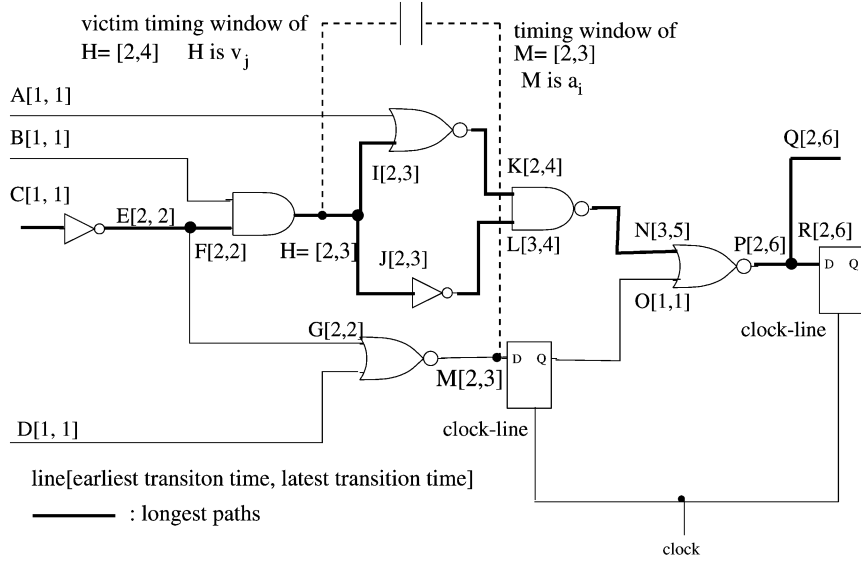 victim timing window of
H= [2,4] H is vj
timing window of
M= [2,3]
M is ai
A[1, 1]
B[1, 1]
C[1, 1]
E[2, 2]
F[2,2]
H= [2,3]
I[2,3]
J[2,3]
K[2,4]
L[3,4]
N[3,5]
O[1,1]
P[2,6]
Q[2,6]
R[2,6]
D Q
clock-line
G[2,2]
M[2,3]
D Q
clock-line
D[1, 1]
line[earliest transiton time, latest transition time]
: longest paths
clock